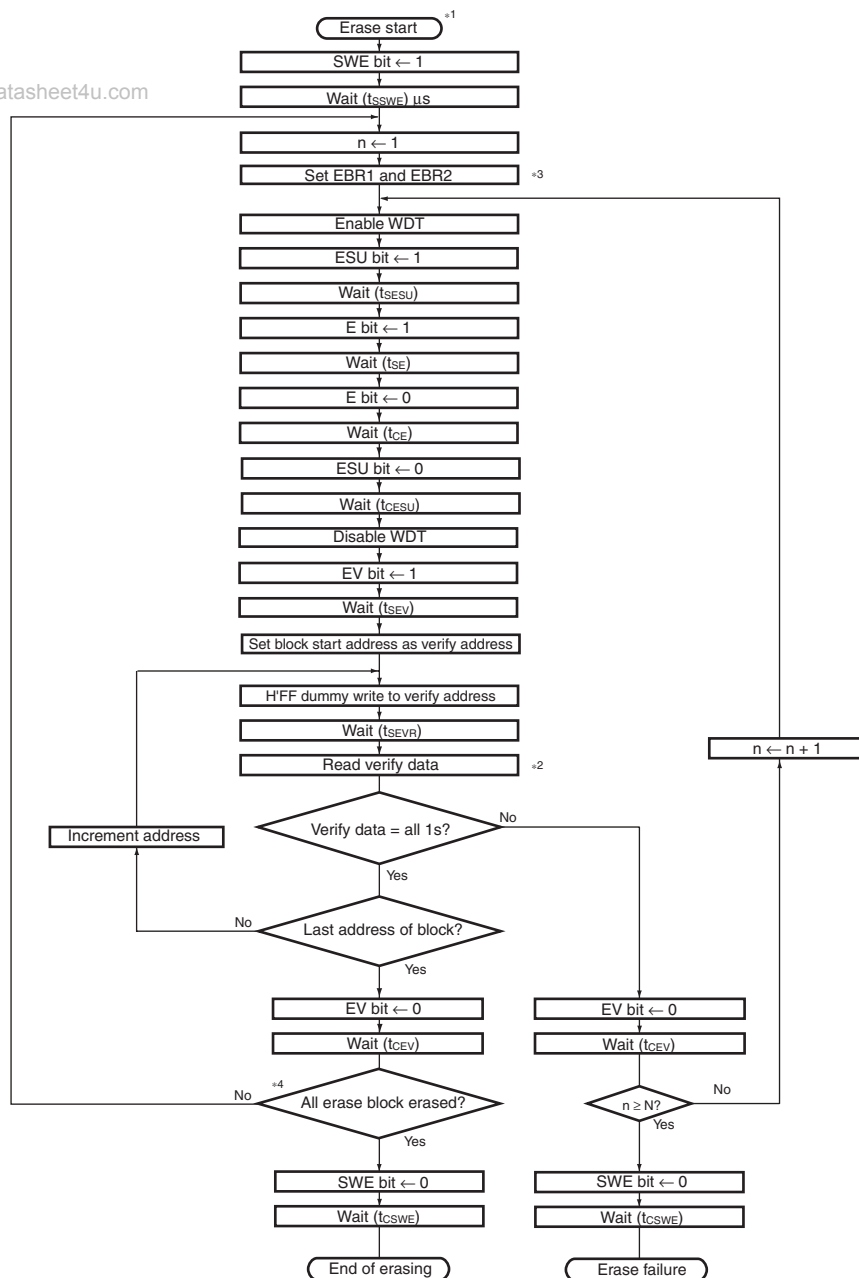 Erase start
*1
SWE bit ← 1
atasheet4u.com
Wait (tSSWE) μs
n ← 1
Set EBR1 and EBR2
*3
Enable WDT
ESU bit ← 1
Wait (tSESU)
E bit ← 1
Wait (tSE)
E bit ← 0
Wait (tCE)
ESU bit ← 0
Wait (tCESU)
Disable WDT
EV bit ← 1
Wait (tSEV)
Set block start address as verify address
H'FF dummy write to verify address
Wait (tSEVR)
n ← n + 1
Read verify data
*2
Verify data = all 1s?
No
Increment address
Yes
No
Last address of block?
Yes
EV bit ← 0
EV bit ← 0
Wait (tCEV)
Wait (tCEV)
No
*4
All erase block erased?
n ≥ N?
No
Yes
Yes
SWE bit ← 0
SWE bit ← 0
Wait (tCSWE)
Wait (tCSWE)
End of erasing
Erase failure